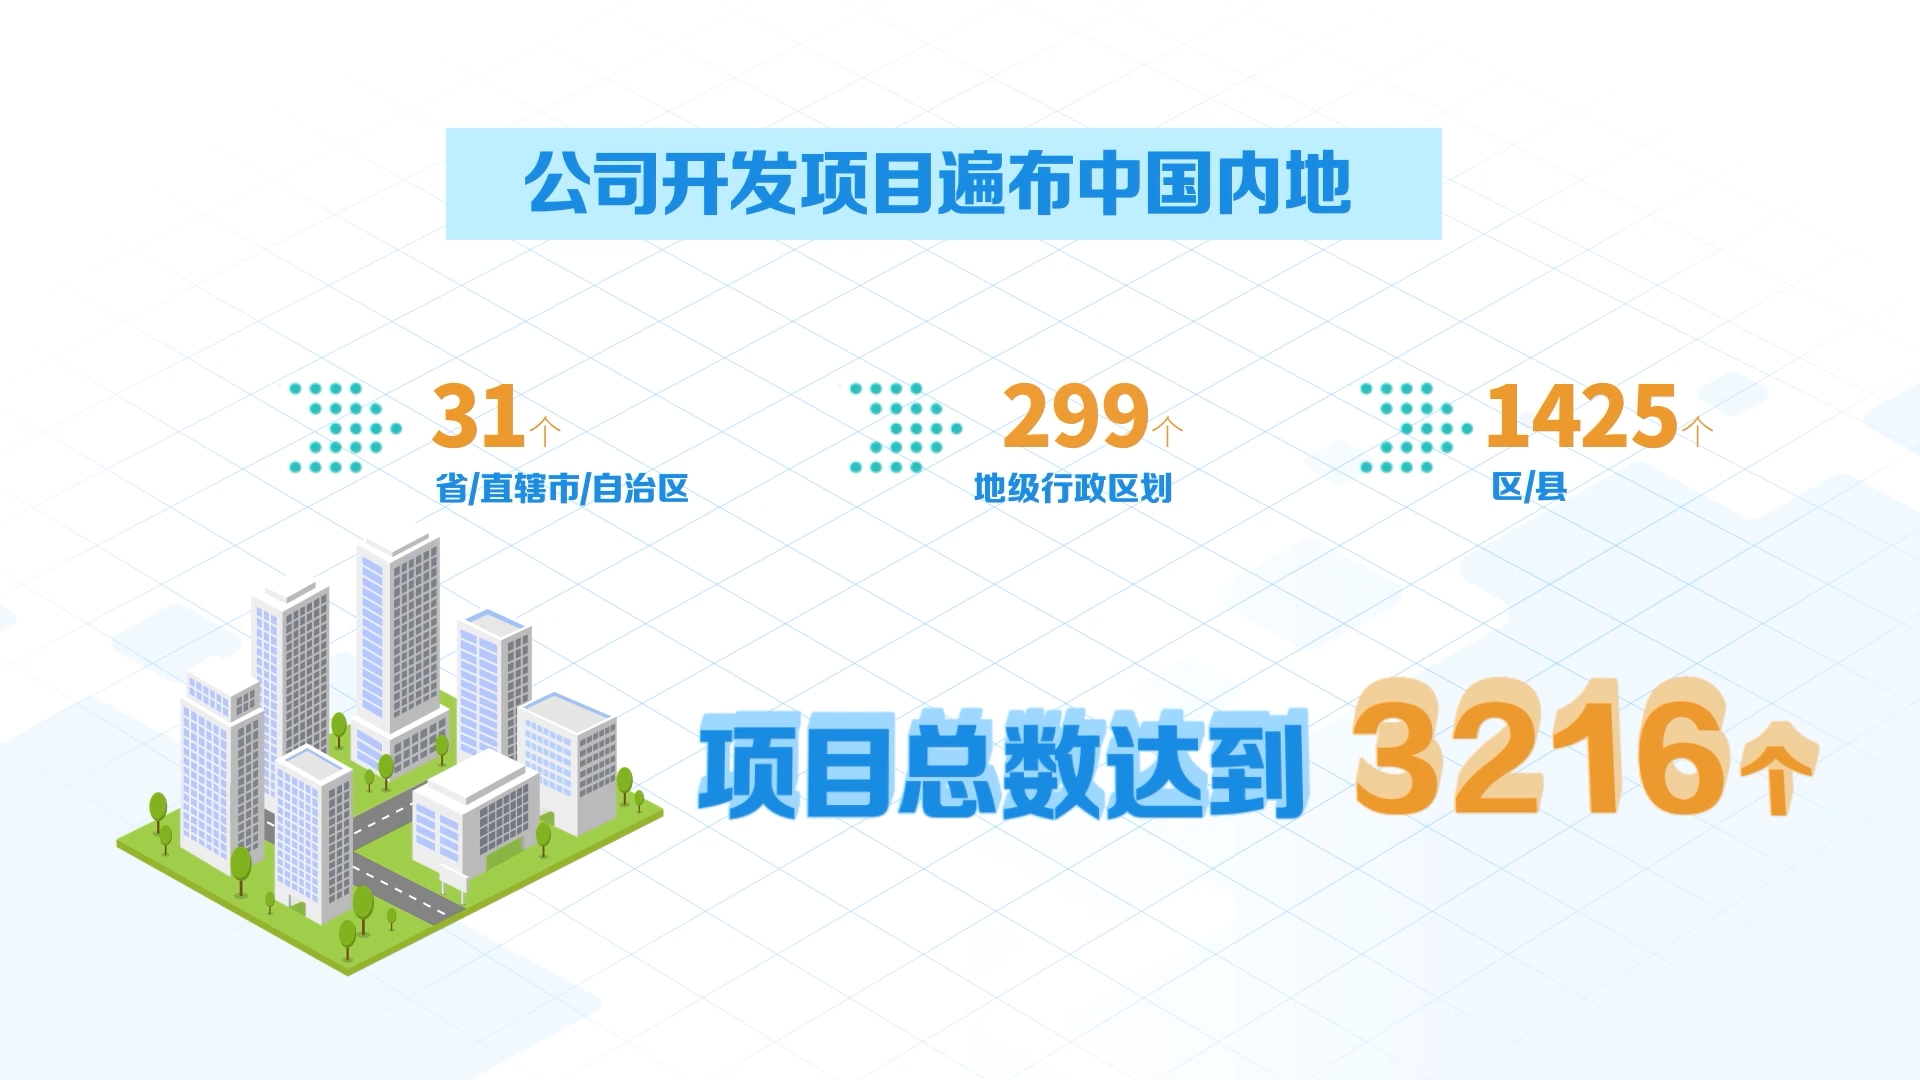 公司开发项目遍布中国内地
31个
省/直辖市/自治区
299个
地级行政区划
1425个
区/县
项目总数达到 3216个